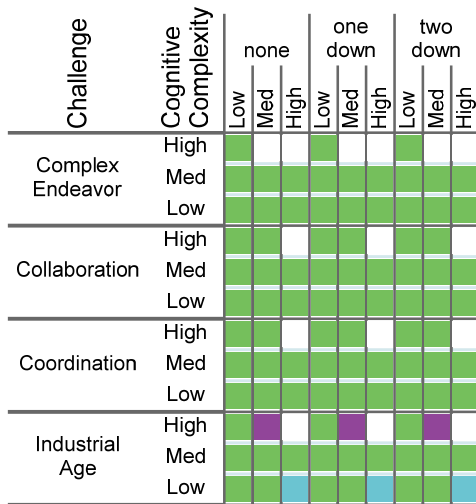 Challenge
Cognitive
Complexity
none
one
down
two
down
Low
Med
High
Low
Med
High
Low
Med
High
Complex
Endeavor
High
Med
Low
Collaboration
High
Med
Low
Coordination
High
Med
Low
Industrial
Age
High
Med
Low